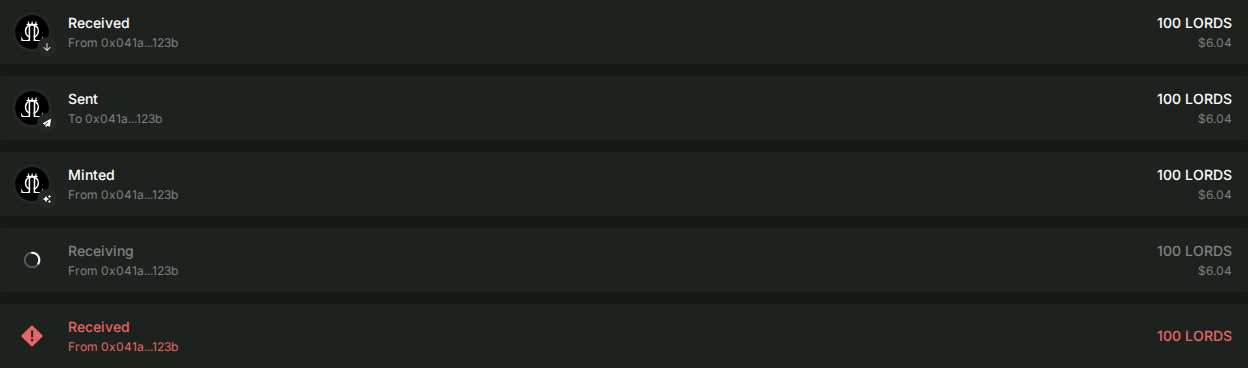 Received
100 LORDS
From 0x041a...123b
$6.04
Sent
100 LORDS
To 0x041a...123b
$6.04
Minted
100 LORDS
From 0x041a...123b
$6.04
Receiving
100 LORDS
From 0x041a...123b
$6.04
Received
100 LORDS
From 0x041a...123b